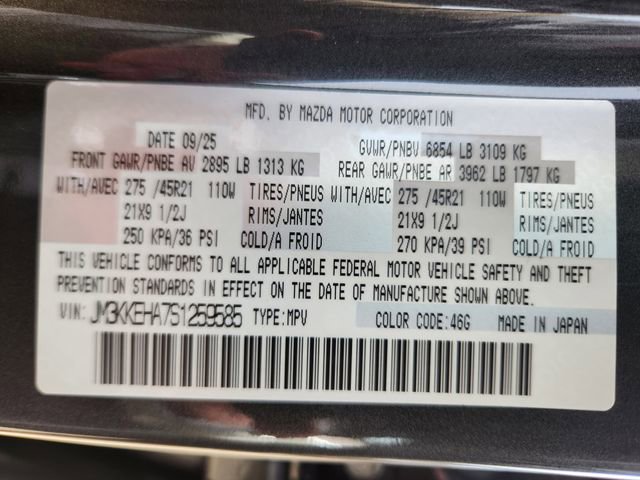 MFD. BY MAZDA MOTOR CORPORATION
DATE 09/25 GVWR/PNBV 6854 LB 3109 KG
FRONT GAWR/PNBE AV 2895 LB 1313 KG REAR GAWR/PNBE AR 3962 LB 1797 KG
WITH/AVEC 275 /45R21 110W TIRES/PNEUS WITH/AVEC 275 /45R21 110W TIRES/PNEUS
21X9 1/2J RIMS/JANTES 21X9 1/2J RIMS/JANTES
250 KPA/36 PSI COLD/A FROID 270 KPA/39 PSI COLD/A FROID
THIS VEHICLE CONFORMS TO ALL APPLICABLE FEDERAL MOTOR VEHICLE SAFETY AND THEFT
PREVENTION STANDARDS IN EFFECT ON THE DATE OF MANUFACTURE SHOWN ABOVE.
VIN: JM3KKEHA7S1259585 TYPE:MPV COLOR CODE:46G MADE IN JAPAN